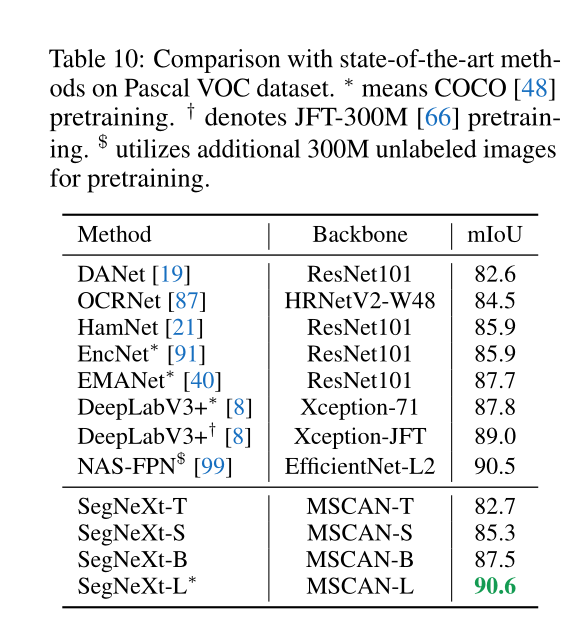 Table 10: Comparison with state-of-the-art meth-
ods on Pascal VOC dataset. * means COCO [48]
pretraining. † denotes JFT-300M [66] pretrain-
ing. $ utilizes additional 300M unlabeled images
for pretraining.
Method Backbone mIoU
DANet [19] ResNet101 82.6
OCRNet [87] HRNetV2-W48 84.5
HamNet [21] ResNet101 85.9
EncNet* [91] ResNet101 85.9
EMANet* [40] ResNet101 87.7
DeepLabV3+* [8] Xception-71 87.8
DeepLabV3+† [8] Xception-JFT 89.0
NAS-FPN$ [99] EfficientNet-L2 90.5
SegNeXt-T MSCAN-T 82.7
SegNeXt-S MSCAN-S 85.3
SegNeXt-B MSCAN-B 87.5
SegNeXt-L* MSCAN-L 90.6